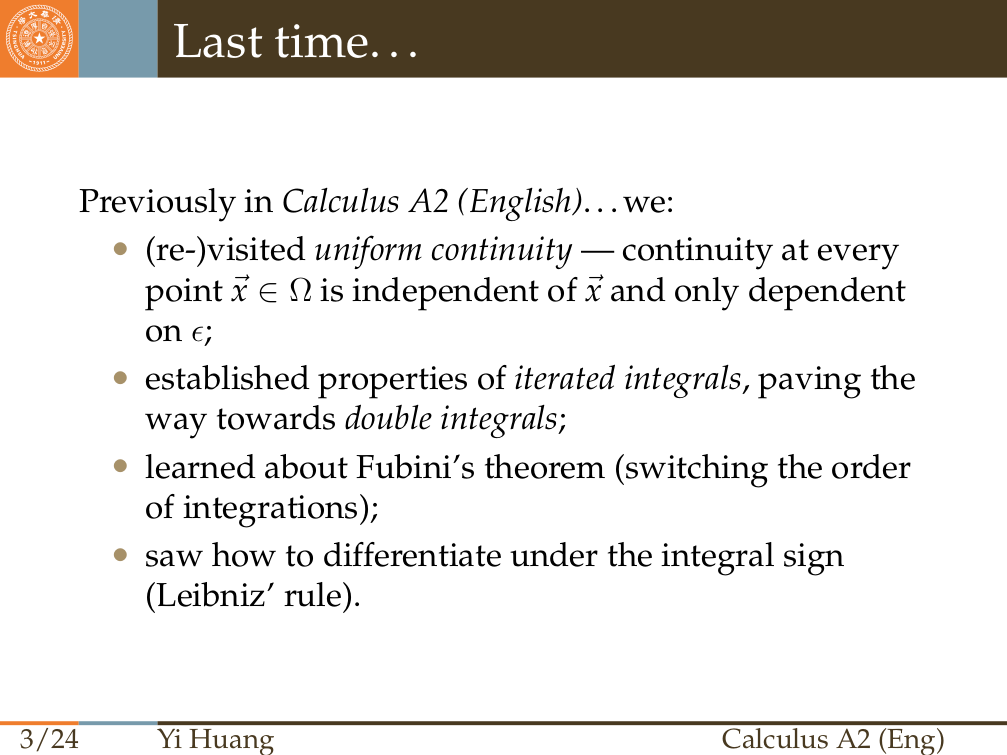 Last time. . .
Previously in Calculus A2 (English). . . we:
• (re-)visited uniform continuity — continuity at every
point x⃗ ∈ Ω is independent of x⃗ and only dependent
on ϵ;
• established properties of iterated integrals, paving the
way towards double integrals;
• learned about Fubini’s theorem (switching the order
of integrations);
• saw how to differentiate under the integral sign
(Leibniz’ rule).
3/24 Yi Huang Calculus A2 (Eng)